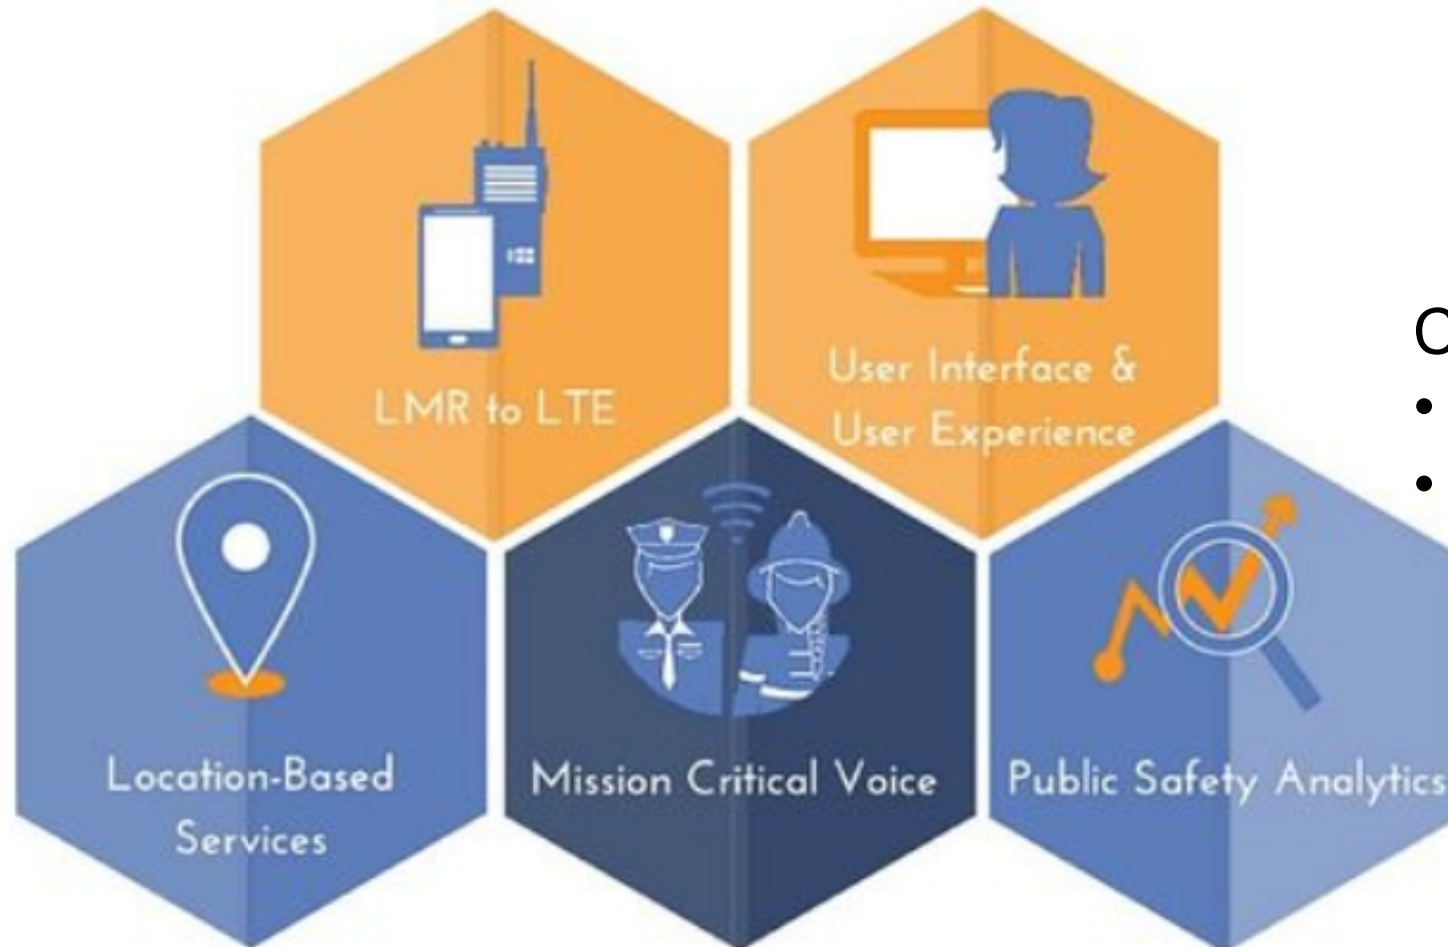 LMR to LTE
User Interface &
User Experience
Location-Based
Services
Mission Critical Voice
Public Safety Analytics